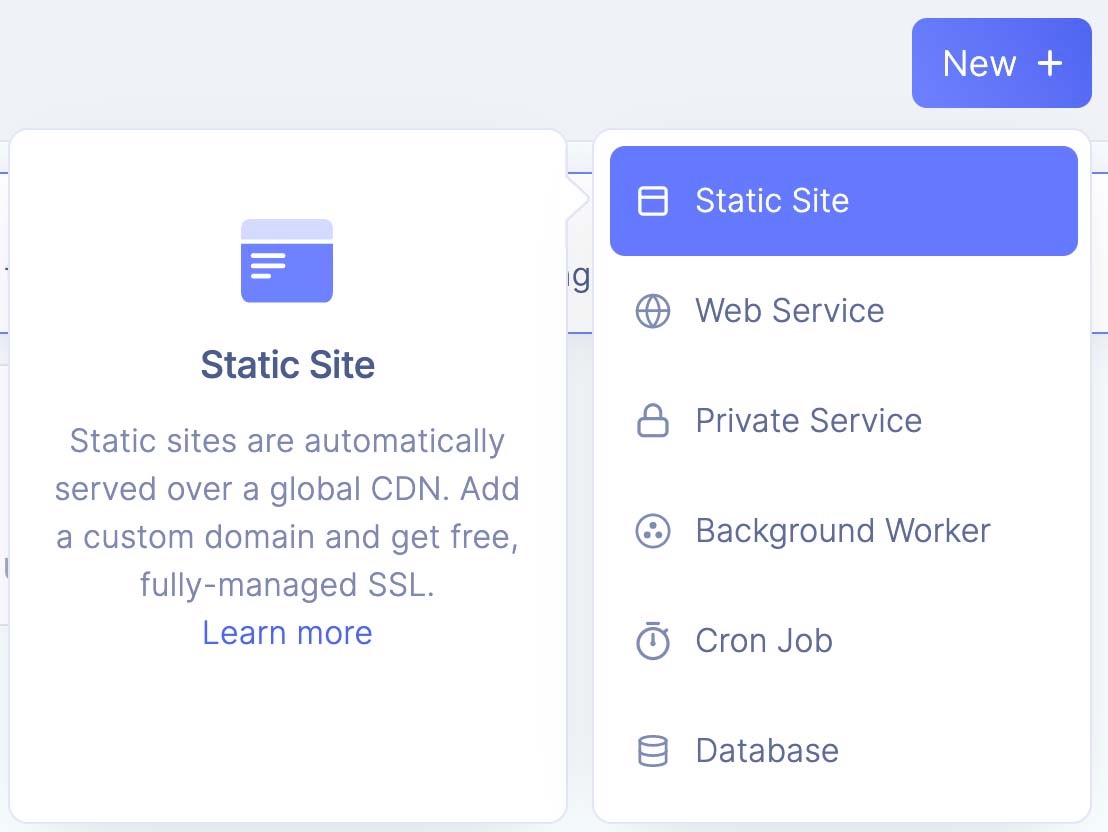 New +
Static Site
Static sites are automatically
served over a global CDN. Add
a custom domain and get free,
fully-managed SSL.
Learn more
Static Site
Web Service
Private Service
Background Worker
Cron Job
Database